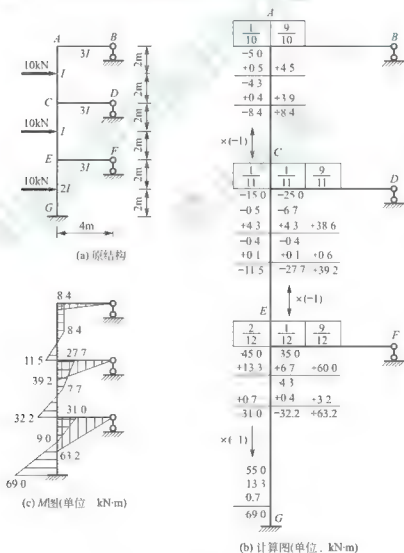 A
B
3I
10kN
I
2m
2m
C
D
3I
10kN
I
2m
2m
E
F
3I
10kN
2I
2m
2m
G
4m
(a) 原结构
8.4
8.4
11.5
27.7
39.2
7.7
32.2
31.0
9.0
63.2
69.0
(c) M图(单位 kN·m)
A
1/10 9/10
B
-5.0
+0.5 +4.5
-4.3
+0.4 +3.9
-8.4 +8.4
×(-1)
C
1/11 1/11 9/11
D
-15.0 -25.0
-0.5 -6.7
+4.3 +4.3 +38.6
-0.4 -0.4
+0.1 +0.1 +0.6
-11.5 -27.7 +39.2
×(-1)
E
2/12 1/12 9/12
F
45.0 35.0
+13.3 +6.7 +60.0
4.3
+0.7 +0.4 +3.2
31.0 -32.2 +63.2
×(-1)
55.0
13.3
0.7
69.0
G
(b) 计算图(单位. kN·m)